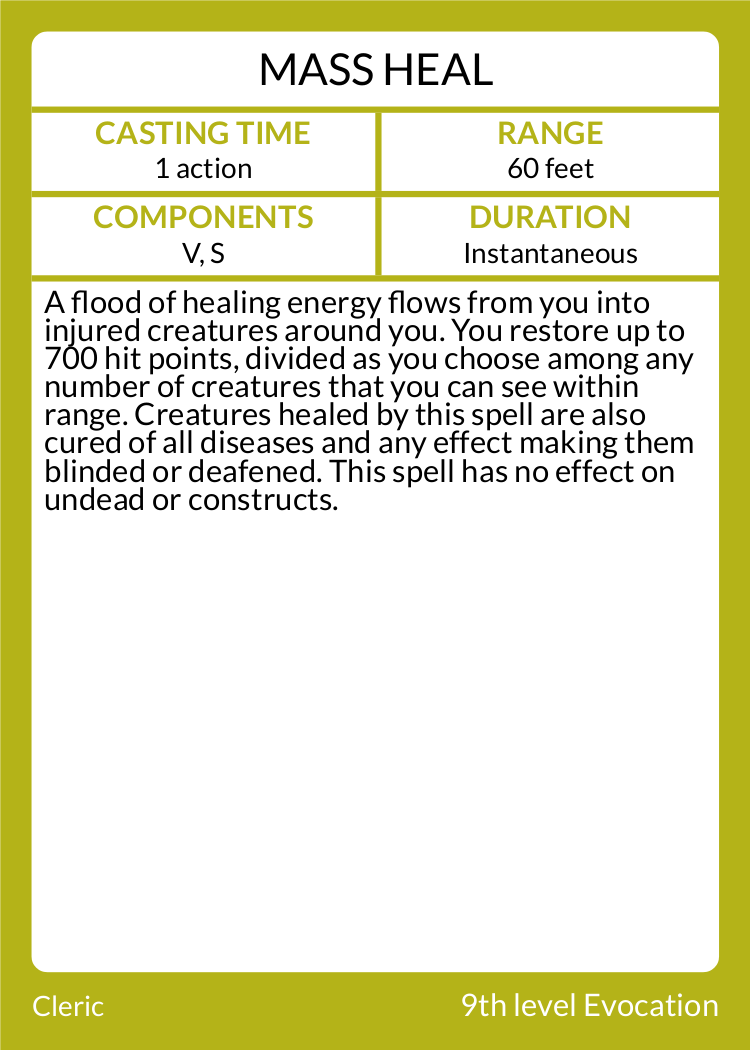 MASS HEAL
CASTING TIME
1 action
RANGE
60 feet
COMPONENTS
V, S
DURATION
Instantaneous
A flood of healing energy flows from you into
injured creatures around you. You restore up to
700 hit points, divided as you choose among any
number of creatures that you can see within
range. Creatures healed by this spell are also
cured of all diseases and any effect making them
blinded or deafened. This spell has no effect on
undead or constructs.
Cleric
9th level Evocation